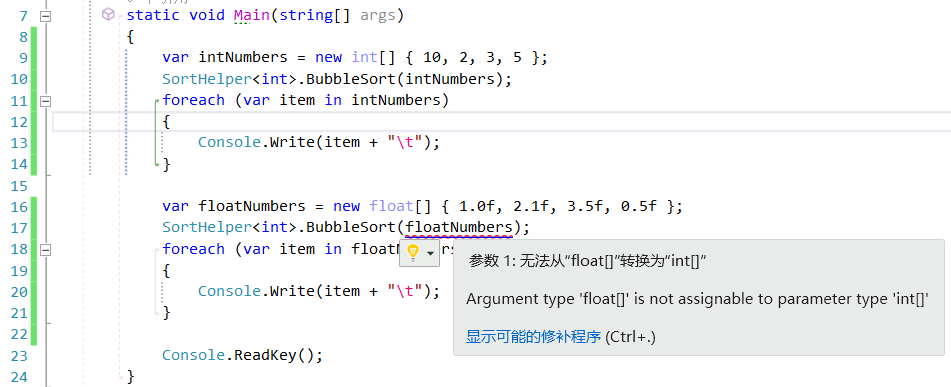 7 static void Main(string[] args)
8 {
9 var intNumbers = new int[] { 10, 2, 3, 5 };
10 SortHelper<int>.BubbleSort(intNumbers);
11 foreach (var item in intNumbers)
12 {
13 Console.Write(item + "\t");
14 }
15
16 var floatNumbers = new float[] { 1.0f, 2.1f, 3.5f, 0.5f };
17 SortHelper<int>.BubbleSort(floatNumbers);
18 foreach (var item in float
19 {
20 Console.Write(item + "\t");
21 }
22
23 Console.ReadKey();
24 }
参数 1: 无法从“float[]”转换为“int[]”
Argument type 'float[]' is not assignable to parameter type 'int[]'
显示可能的修补程序 (Ctrl+.)